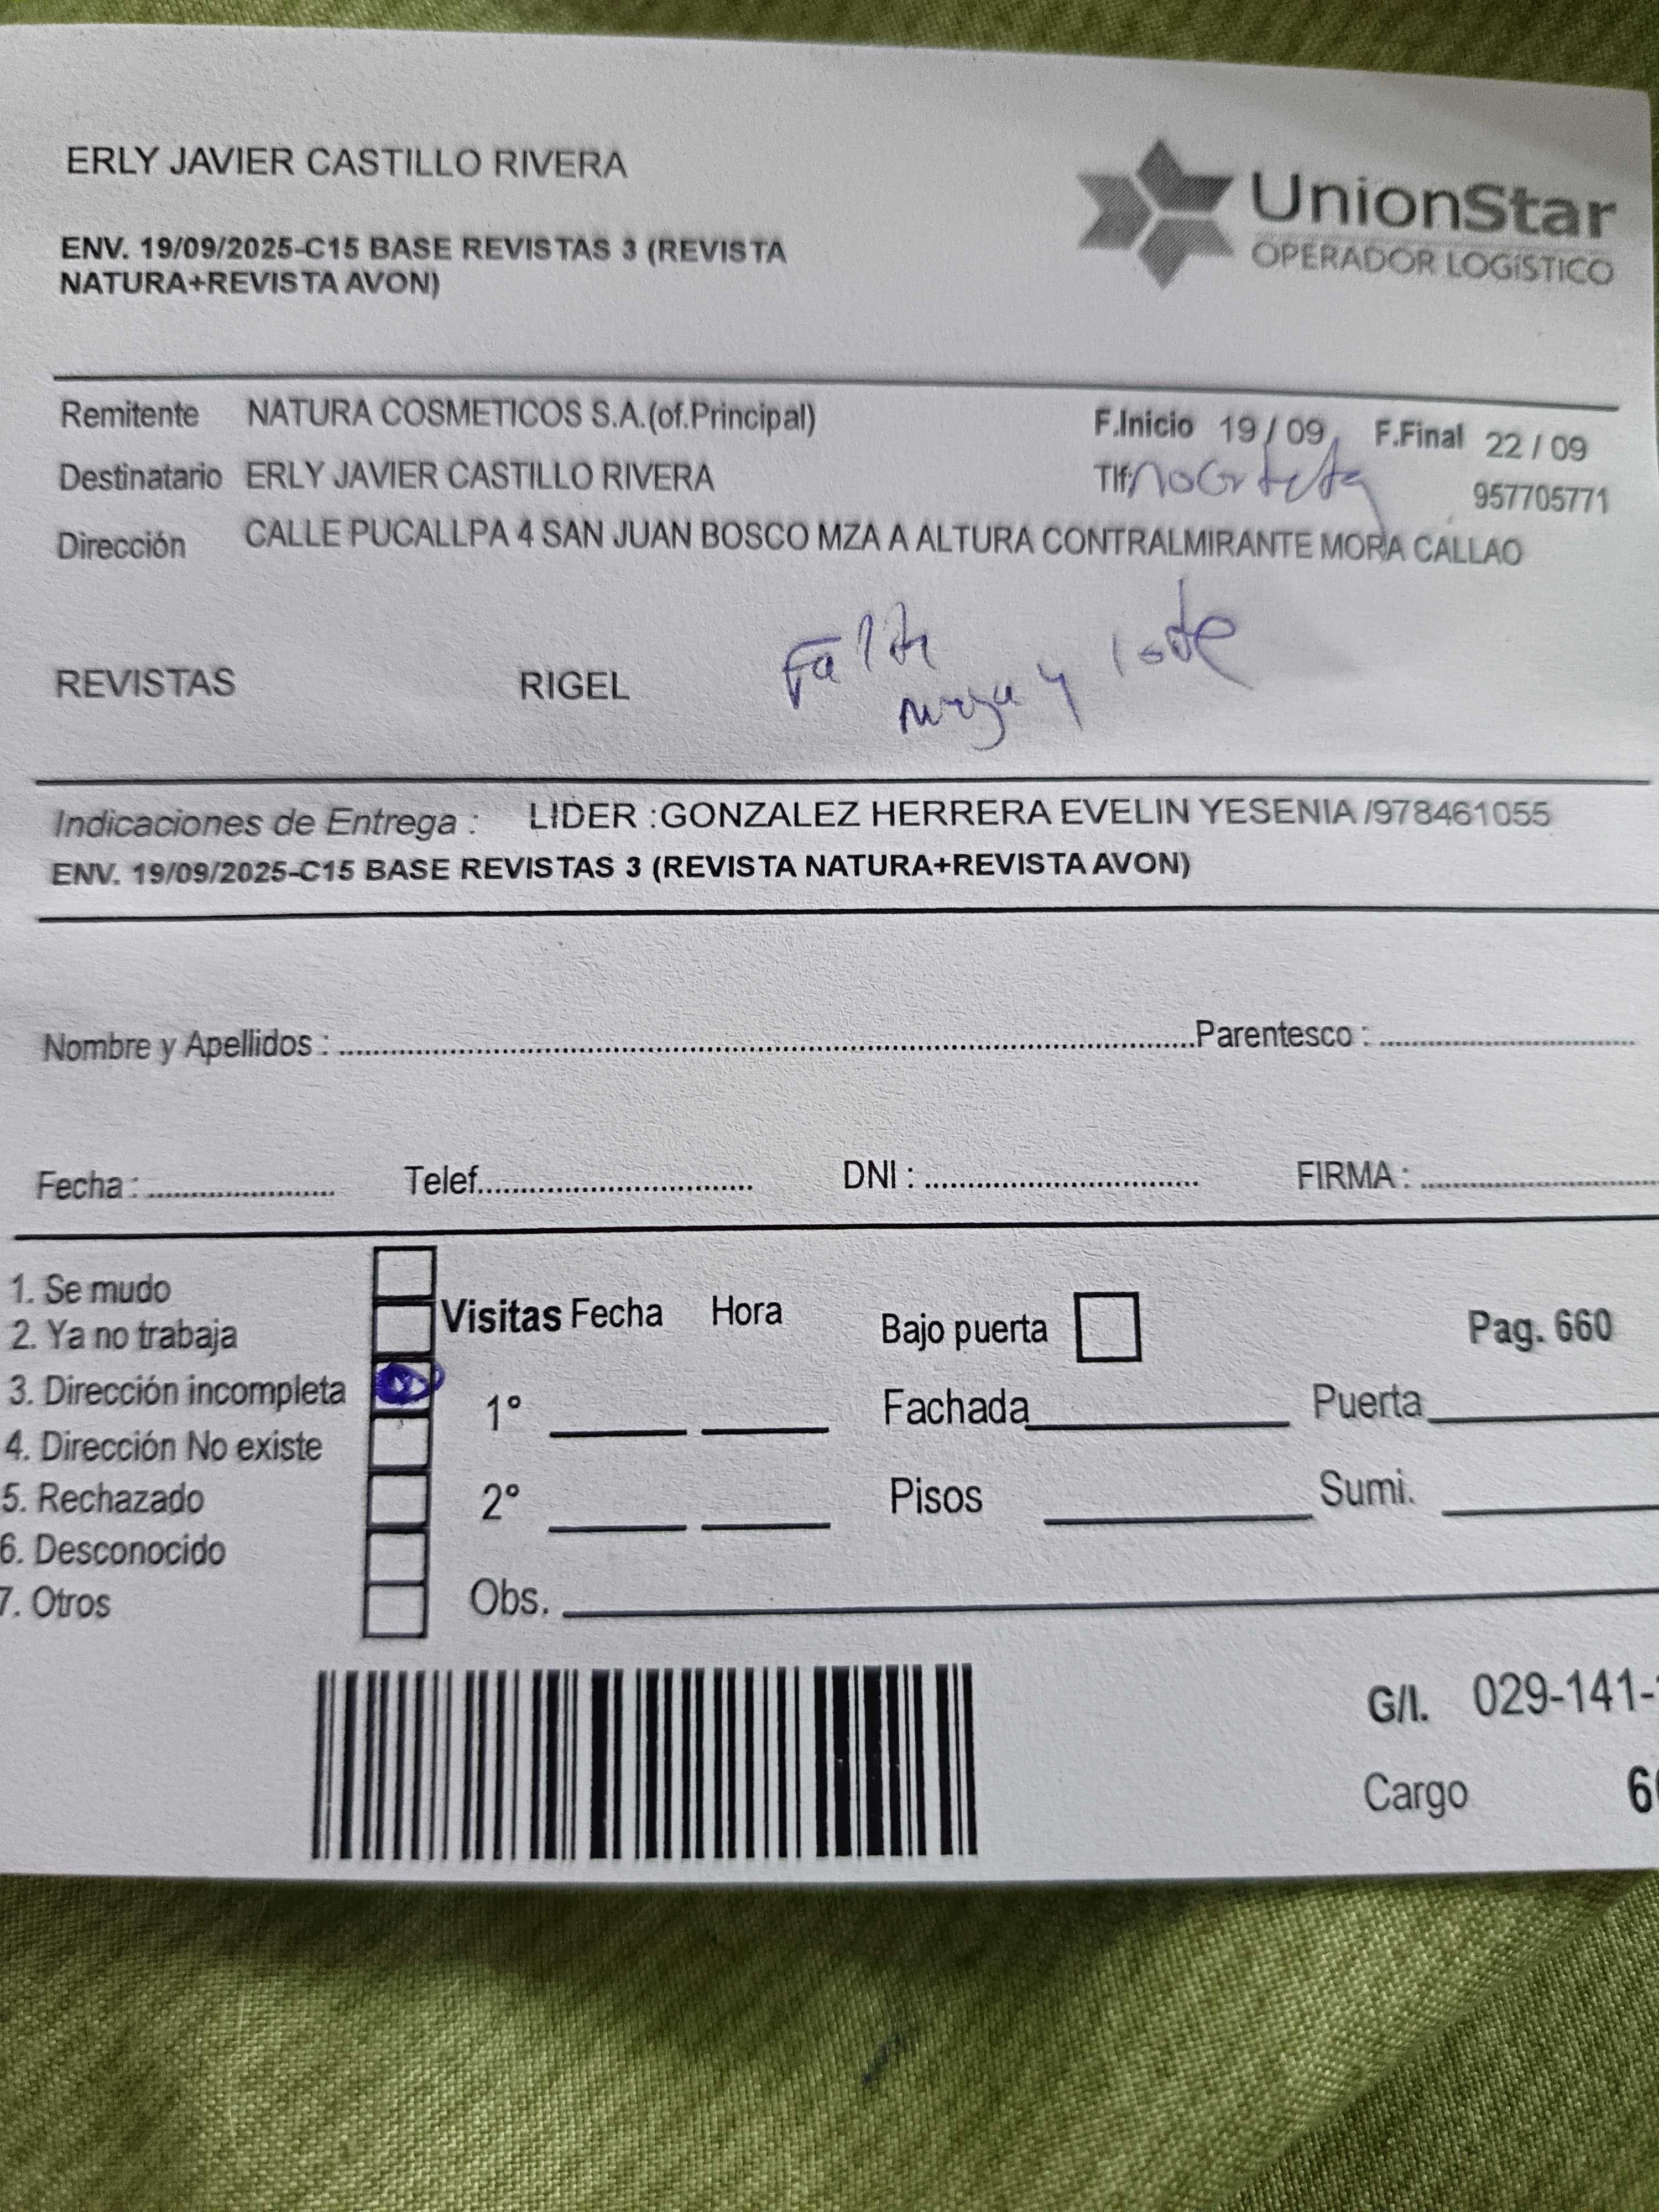 ERLY JAVIER CASTILLO RIVERA
UnionStar
OPERADOR LOGÍSTICO
ENV. 19/09/2025-C15 BASE REVISTAS 3 (REVISTA
NATURA+REVISTA AVON)
Remitente NATURA COSMETICOS S.A.(of.Principal) F.Inicio 19 / 09 F.Final 22 / 09
Destinatario ERLY JAVIER CASTILLO RIVERA Tlf: no 957705771
Dirección CALLE PUCALLPA 4 SAN JUAN BOSCO MZA A ALTURA CONTRALMIRANTE MORA CALLAO
Falta
REVISTAS RIGEL mza y lote
Indicaciones de Entrega : LIDER :GONZALEZ HERRERA EVELIN YESENIA /978461055
ENV. 19/09/2025-C15 BASE REVISTAS 3 (REVISTA NATURA+REVISTA AVON)
Nombre y Apellidos : Parentesco :
Fecha : Telef. DNI : FIRMA :
1. Se mudo
2. Ya no trabaja
3. Dirección incompleta
4. Dirección No existe
5. Rechazado
6. Desconocido
7. Otros
Visitas Fecha Hora
1°
2°
Obs.
Bajo puerta
Pag. 660
Fachada Puerta
Pisos Sumi.
G/I. 029-141-
Cargo 6